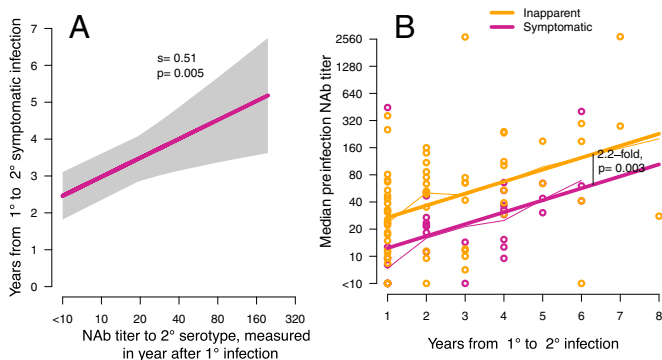 A
7
6
5
4
3
2
1
0
Years from 1° to 2° symptomatic infection
s= 0.51
p= 0.005
<10 10 20 40 80 160 320
NAb titer to 2° serotype, measured
in year after 1° infection
B
Inapparent
Symptomatic
2560
1280
640
320
160
80
40
20
10
<10
Median preinfection NAb titer
2.2–fold,
p= 0.003
1 2 3 4 5 6 7 8
Years from 1° to 2° infection